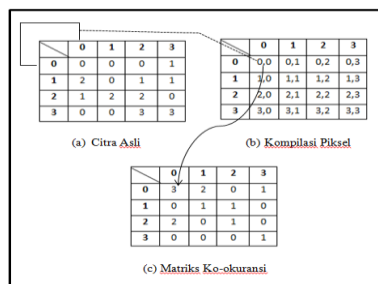 0 1 2 3
0 0 0 0 1
1 2 0 1 1
2 1 2 2 0
3 0 0 3 3
(a) Citra Asli
0 1 2 3
0 0,0 0,1 0,2 0,3
1 1,0 1,1 1,2 1,3
2 2,0 2,1 2,2 2,3
3 3,0 3,1 3,2 3,3
(b) Kompilasi Piksel
0 1 2 3
0 3 2 0 1
1 0 1 1 0
2 2 0 1 0
3 0 0 0 1
(c) Matriks Ko-okuransi